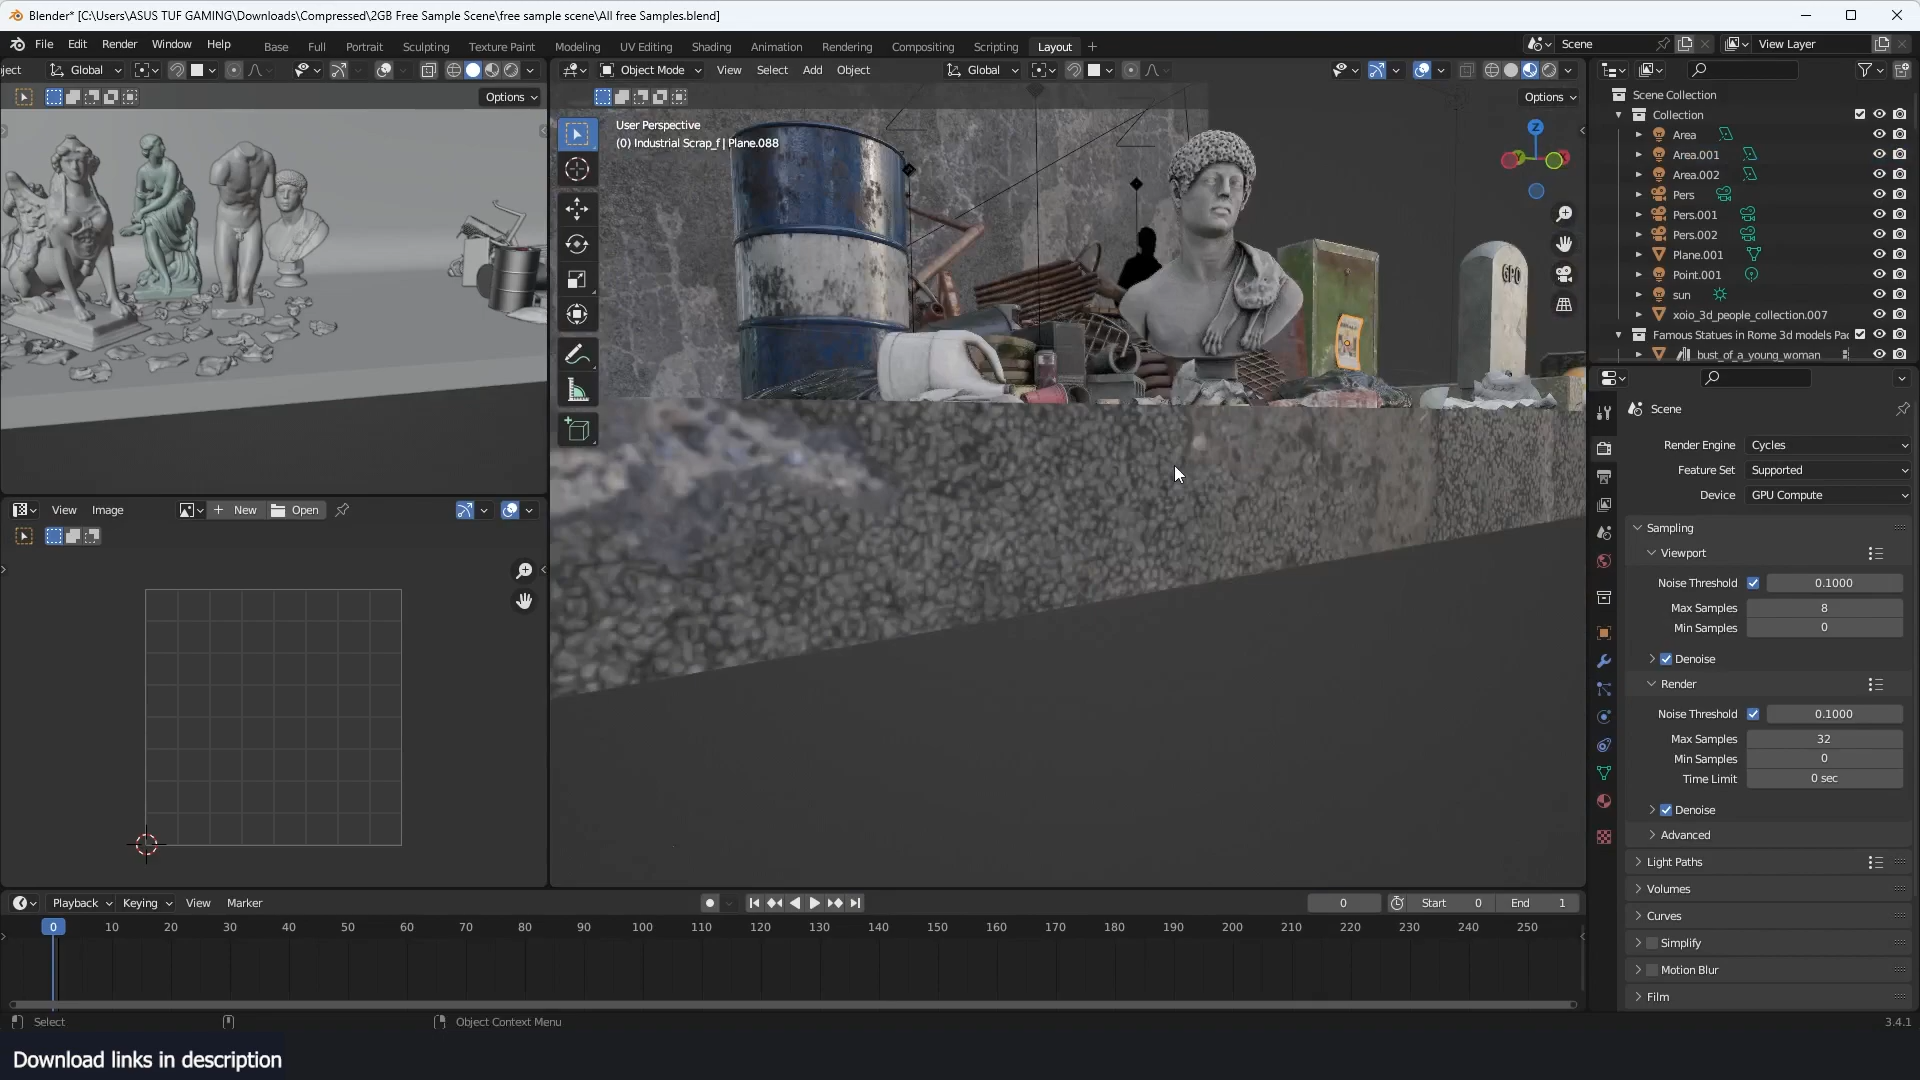 Blender* [C:\Users\ASUS TUF GAMING\Downloads\Compressed\2GB Free Sample Scene\free sample scene\All free Samples.blend]
File Edit Render Window Help
Base Full Portrait Sculpting Texture Paint Modeling UV Editing Shading Animation Rendering Compositing Scripting Layout
Scene
View Layer
ject Global
Options
Object Mode View Select Add Object Global
Options
User Perspective
(0) Industrial Scrap_f | Plane.088
Z
GPO
Scene Collection
Collection
Area
Area.001
Area.002
Pers
Pers.001
Pers.002
Plane.001
Point.001
sun
xoio_3d_people_collection.007
Famous Statues in Rome 3d models Pac
bust_of_a_young_woman
Scene
Render Engine Cycles
Feature Set Supported
Device GPU Compute
Sampling
Viewport
Noise Threshold 0.1000
Max Samples 8
Min Samples 0
Denoise
Render
Noise Threshold 0.1000
Max Samples 32
Min Samples 0
Time Limit 0 sec
Denoise
Advanced
Light Paths
Volumes
Curves
Simplify
Motion Blur
Film
View Image New Open
Playback Keying View Marker
0 Start 0 End 1
0 10 20 30 40 50 60 70 80 90 100 110 120 130 140 150 160 170 180 190 200 210 220 230 240 250
Select
Object Context Menu
3.4.1
Download links in description